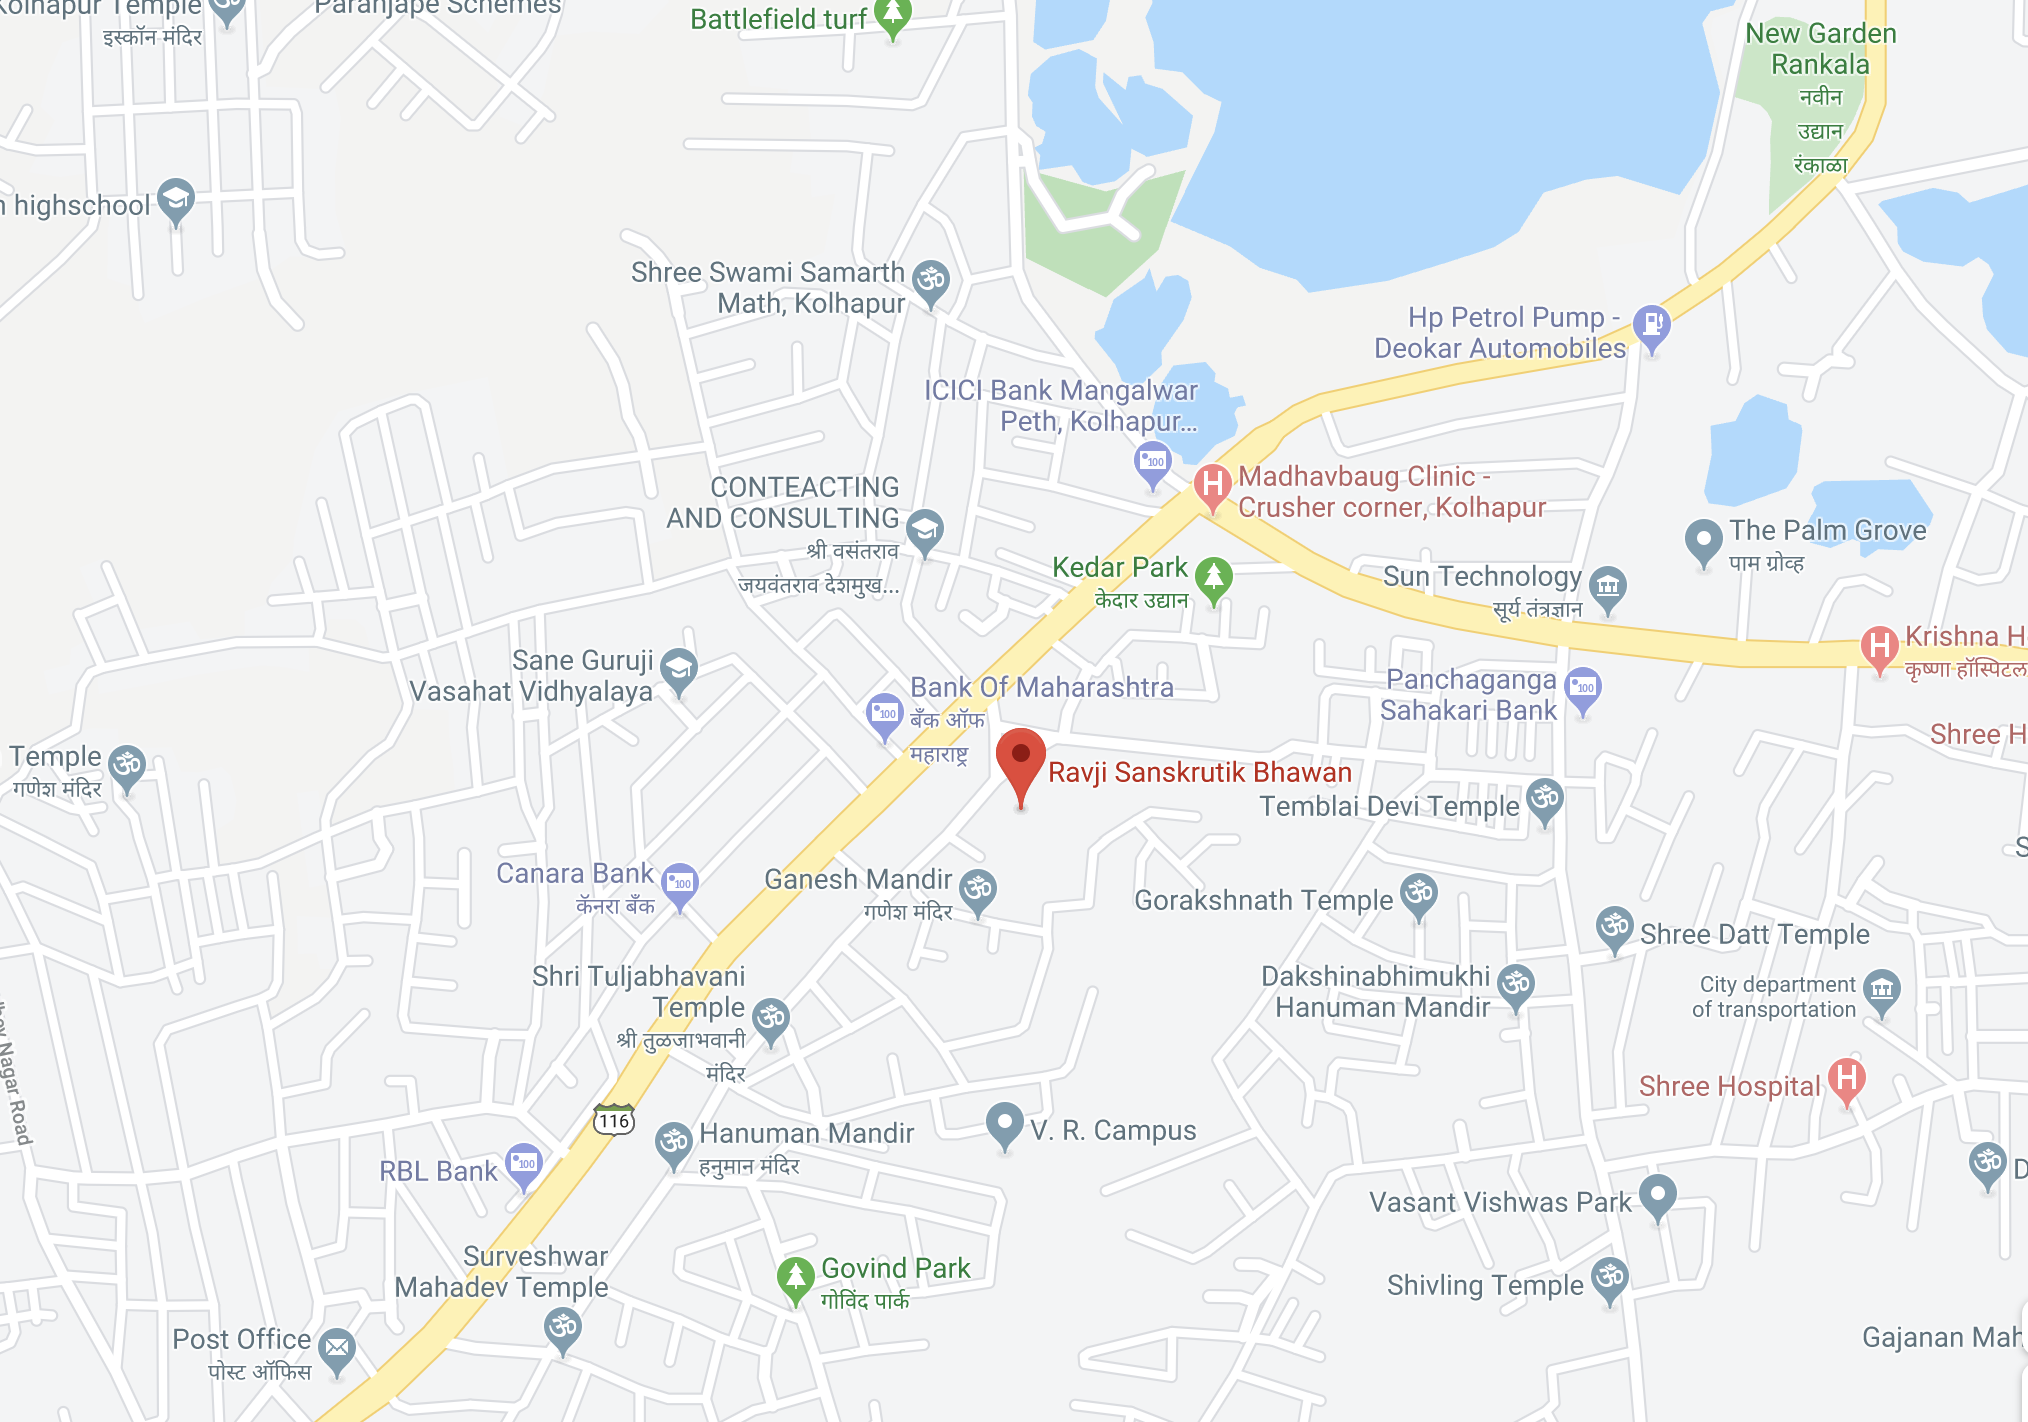 Kolhapur Temple
इस्कॉन मंदिर
Paranjape Schemes
Battlefield turf
New Garden
Rankala
नवीन
उद्यान
रंकाळा
highschool
Shree Swami Samarth
Math, Kolhapur
Hp Petrol Pump -
Deokar Automobiles
ICICI Bank Mangalwar
Peth, Kolhapur...
100
Madhavbaug Clinic -
Crusher corner, Kolhapur
H
CONTEACTING
AND CONSULTING
श्री वसंतराव
जयवंतराव देशमुख...
The Palm Grove
पाम ग्रोव्ह
Kedar Park
केदार उद्यान
Sun Technology
सूर्य तंत्रज्ञान
Krishna H
कृष्णा हॉस्पिटल
H
Sane Guruji
Vasahat Vidhyalaya
Bank Of Maharashtra
बँक ऑफ
महाराष्ट्र
100
Panchaganga
Sahakari Bank
100
Shree H
Temple
गणेश मंदिर
Ravji Sanskrutik Bhawan
Temblai Devi Temple
Canara Bank
कॅनरा बँक
100
Ganesh Mandir
गणेश मंदिर
Gorakshnath Temple
Shree Datt Temple
Shri Tuljabhavani
Temple
श्री तुळजाभवानी
मंदिर
Dakshinabhimukhi
Hanuman Mandir
City department
of transportation
Nagar Road
Shree Hospital
H
116
Hanuman Mandir
हनुमान मंदिर
V. R. Campus
RBL Bank
100
D
Vasant Vishwas Park
Surveshwar
Mahadev Temple
Govind Park
गोविंद पार्क
Shivling Temple
Post Office
पोस्ट ऑफिस
Gajanan Mah